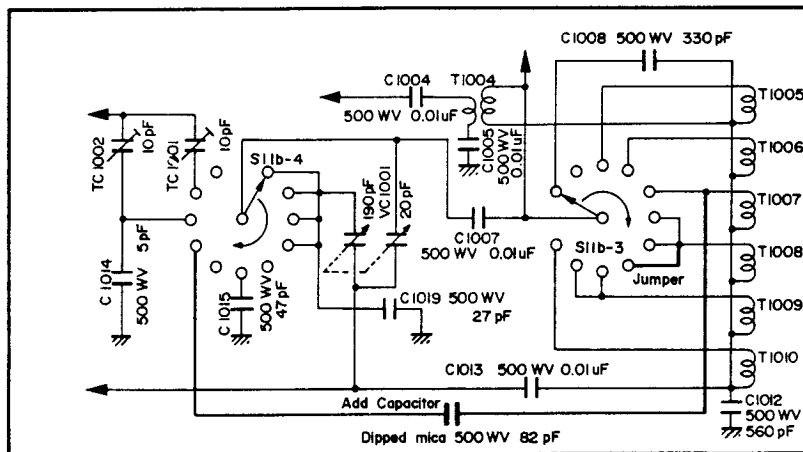 C1008 500 WV 330 pF
C1004
T1004
500 WV 0.01uF
C1005
500 WV
0.01uF
T1005
T1006
T1007
T1008
T1009
T1010
TC1002
10pF
TC1001
10pF
S11b-4
190pF
VC1001
20pF
C1007
500 WV 0.01uF
S11b-3
Jumper
5pF
C1014
500 WV
C1015
500 WV
47pF
C1019 500 WV
27 pF
C1013 500 WV 0.01uF
Add Capacitor
Dipped mica 500 WV 82 pF
C1012
500 WV
560 pF